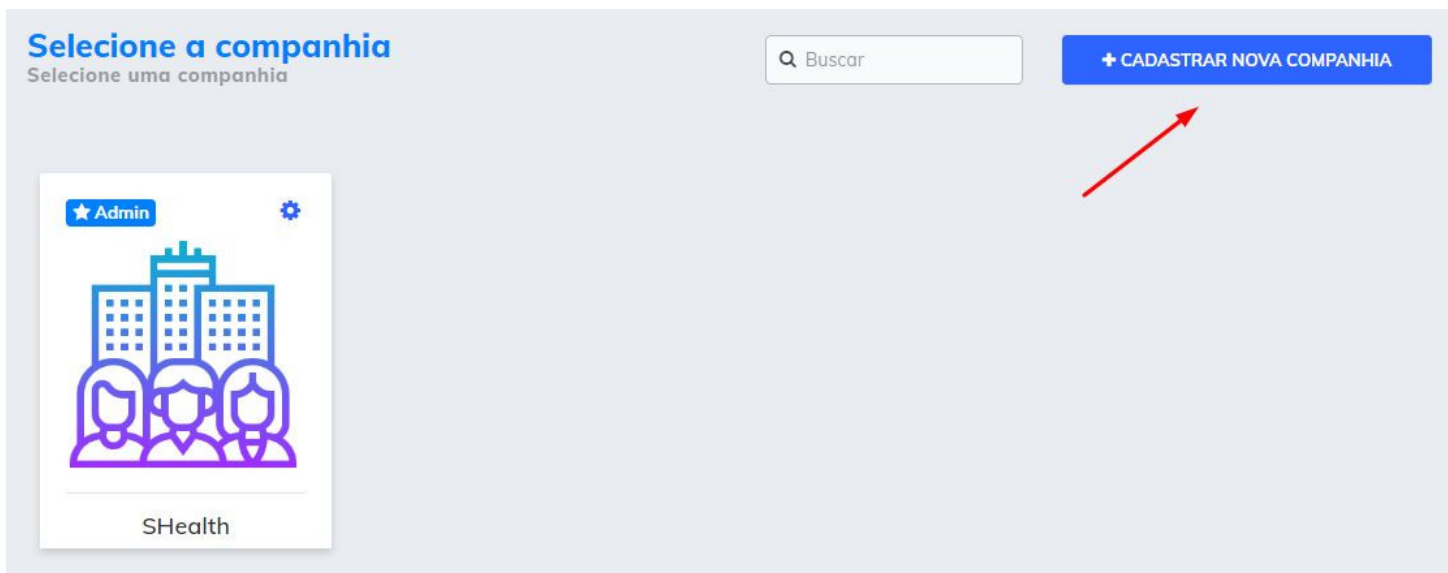 Selecione a companhia
Selecione uma companhia
Buscar
+ CADASTRAR NOVA COMPANHIA
Admin
SHealth